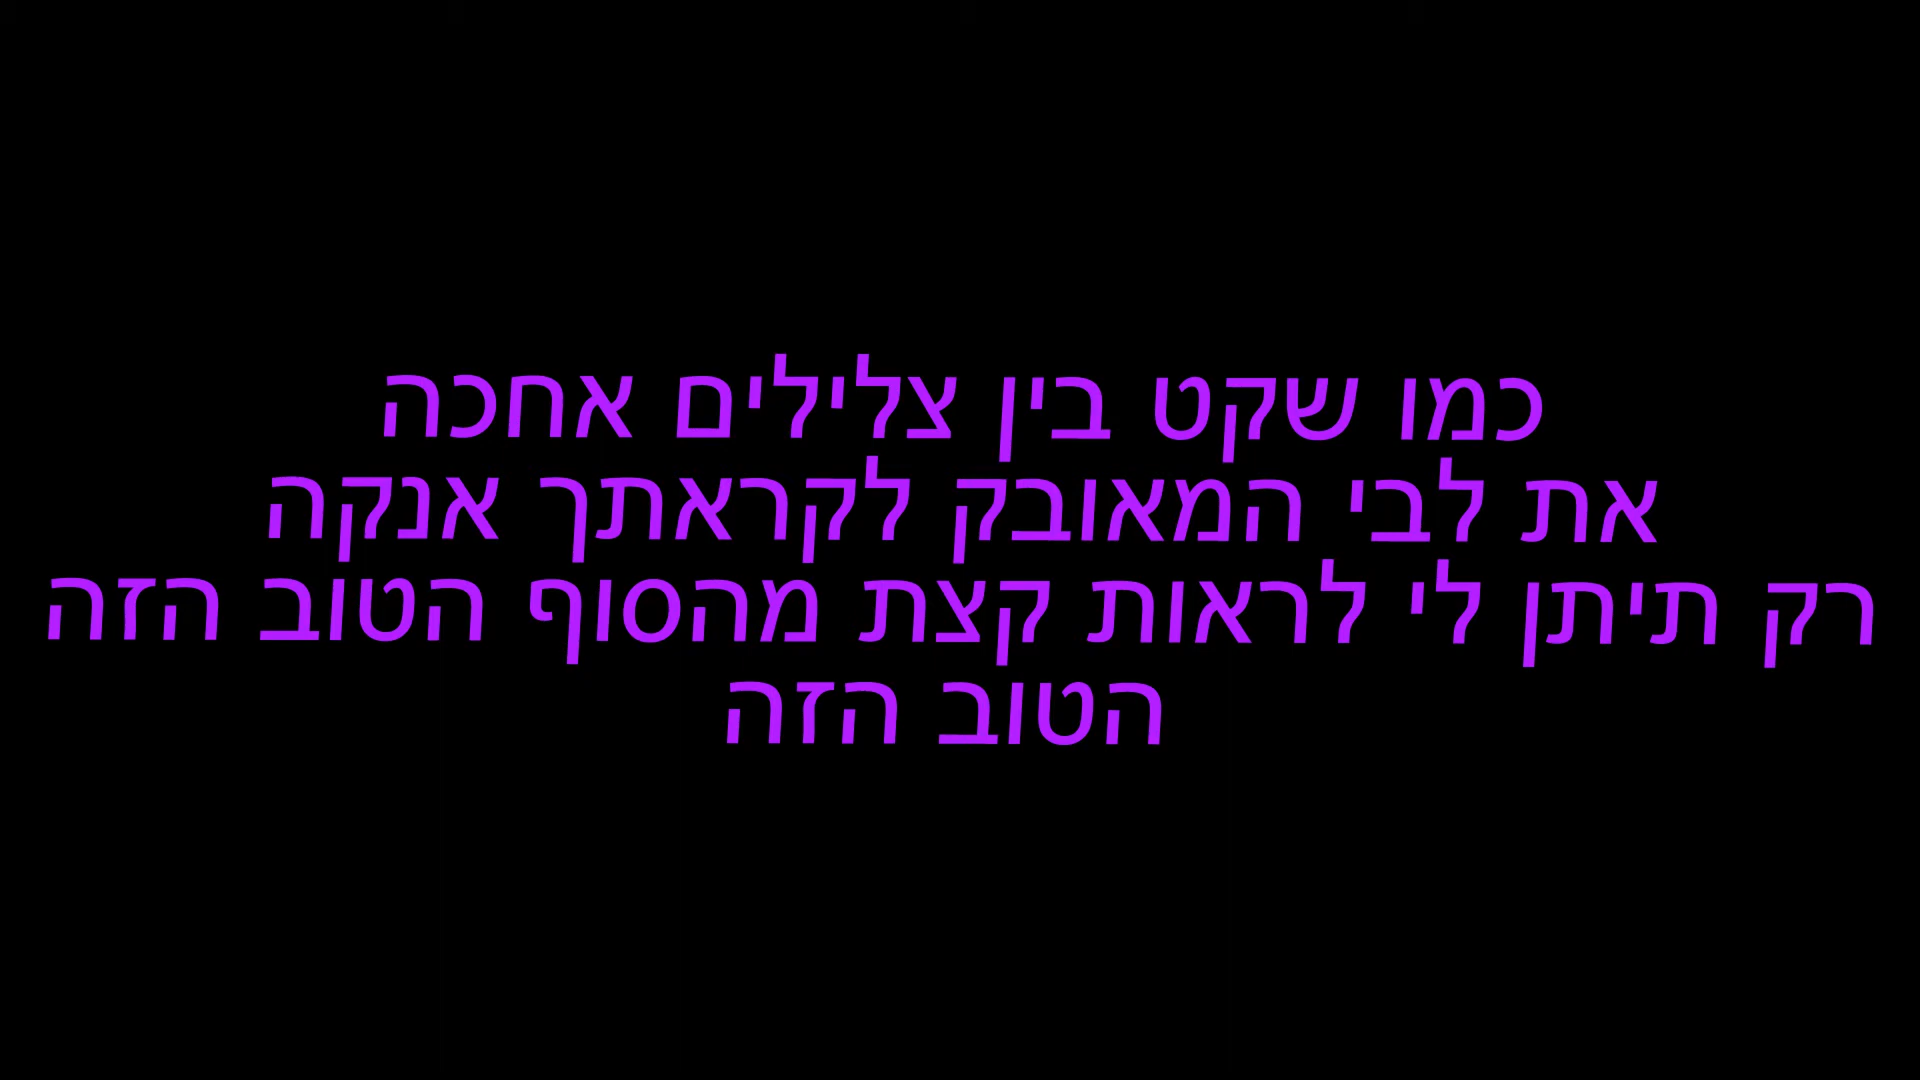 כמו שקט בין צלילים אחכה
את לבי המאובק לקראתך אנקה
רק תיתן לי לראות קצת מהסוף הטוב הזה
הטוב הזה